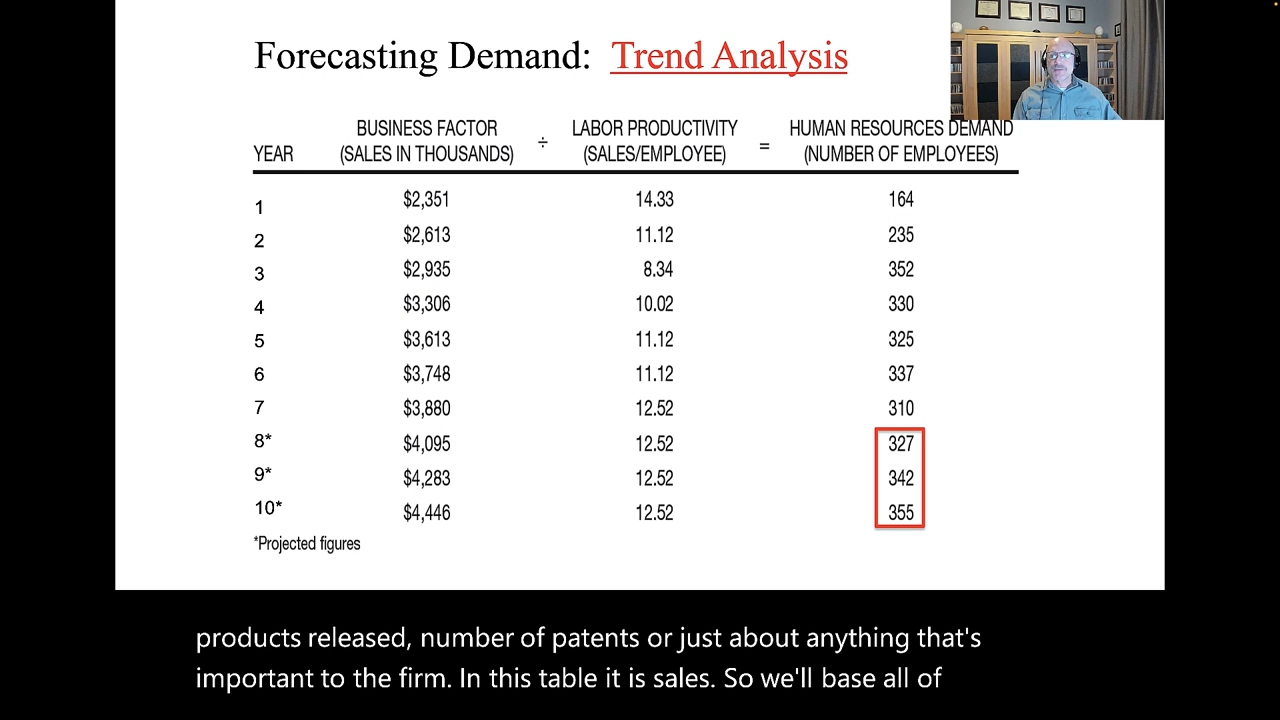 Forecasting Demand: Trend Analysis
BUSINESS FACTOR LABOR PRODUCTIVITY HUMAN RESOURCES DEMAND
YEAR (SALES IN THOUSANDS) ÷ (SALES/EMPLOYEE) = (NUMBER OF EMPLOYEES)
1 $2,351 14.33 164
2 $2,613 11.12 235
3 $2,935 8.34 352
4 $3,306 10.02 330
5 $3,613 11.12 325
6 $3,748 11.12 337
7 $3,880 12.52 310
8* $4,095 12.52 327
9* $4,283 12.52 342
10* $4,446 12.52 355
*Projected figures
products released, number of patents or just about anything that's
important to the firm. In this table it is sales. So we'll base all of